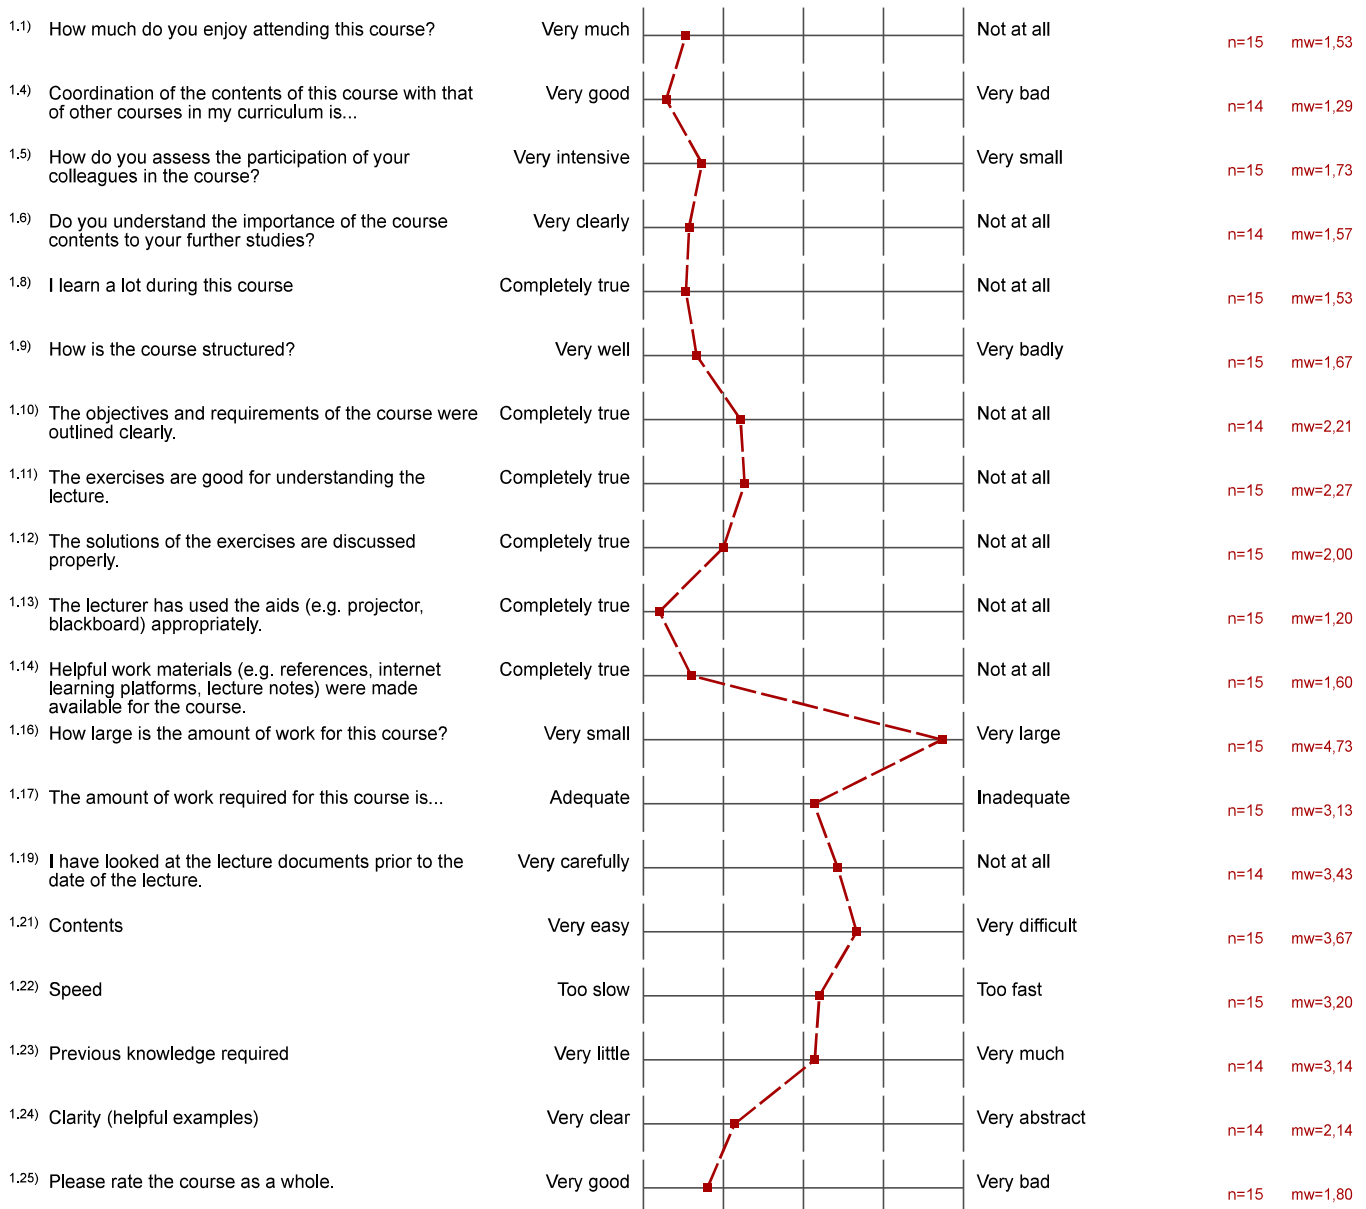 1.1) How much do you enjoy attending this course? Very much Not at all n=15 mw=1,53
1.4) Coordination of the contents of this course with that Very good Very bad n=14 mw=1,29
of other courses in my curriculum is...
1.5) How do you assess the participation of your Very intensive Very small n=15 mw=1,73
colleagues in the course?
1.6) Do you understand the importance of the course Very clearly Not at all n=14 mw=1,57
contents to your further studies?
1.8) I learn a lot during this course Completely true Not at all n=15 mw=1,53
1.9) How is the course structured? Very well Very badly n=15 mw=1,67
1.10) The objectives and requirements of the course were Completely true Not at all n=14 mw=2,21
outlined clearly.
1.11) The exercises are good for understanding the Completely true Not at all n=15 mw=2,27
lecture.
1.12) The solutions of the exercises are discussed Completely true Not at all n=15 mw=2,00
properly.
1.13) The lecturer has used the aids (e.g. projector, Completely true Not at all n=15 mw=1,20
blackboard) appropriately.
1.14) Helpful work materials (e.g. references, internet Completely true Not at all n=15 mw=1,60
learning platforms, lecture notes) were made
available for the course.
1.16) How large is the amount of work for this course? Very small Very large n=15 mw=4,73
1.17) The amount of work required for this course is... Adequate Inadequate n=15 mw=3,13
1.19) I have looked at the lecture documents prior to the Very carefully Not at all n=14 mw=3,43
date of the lecture.
1.21) Contents Very easy Very difficult n=15 mw=3,67
1.22) Speed Too slow Too fast n=15 mw=3,20
1.23) Previous knowledge required Very little Very much n=14 mw=3,14
1.24) Clarity (helpful examples) Very clear Very abstract n=14 mw=2,14
1.25) Please rate the course as a whole. Very good Very bad n=15 mw=1,80